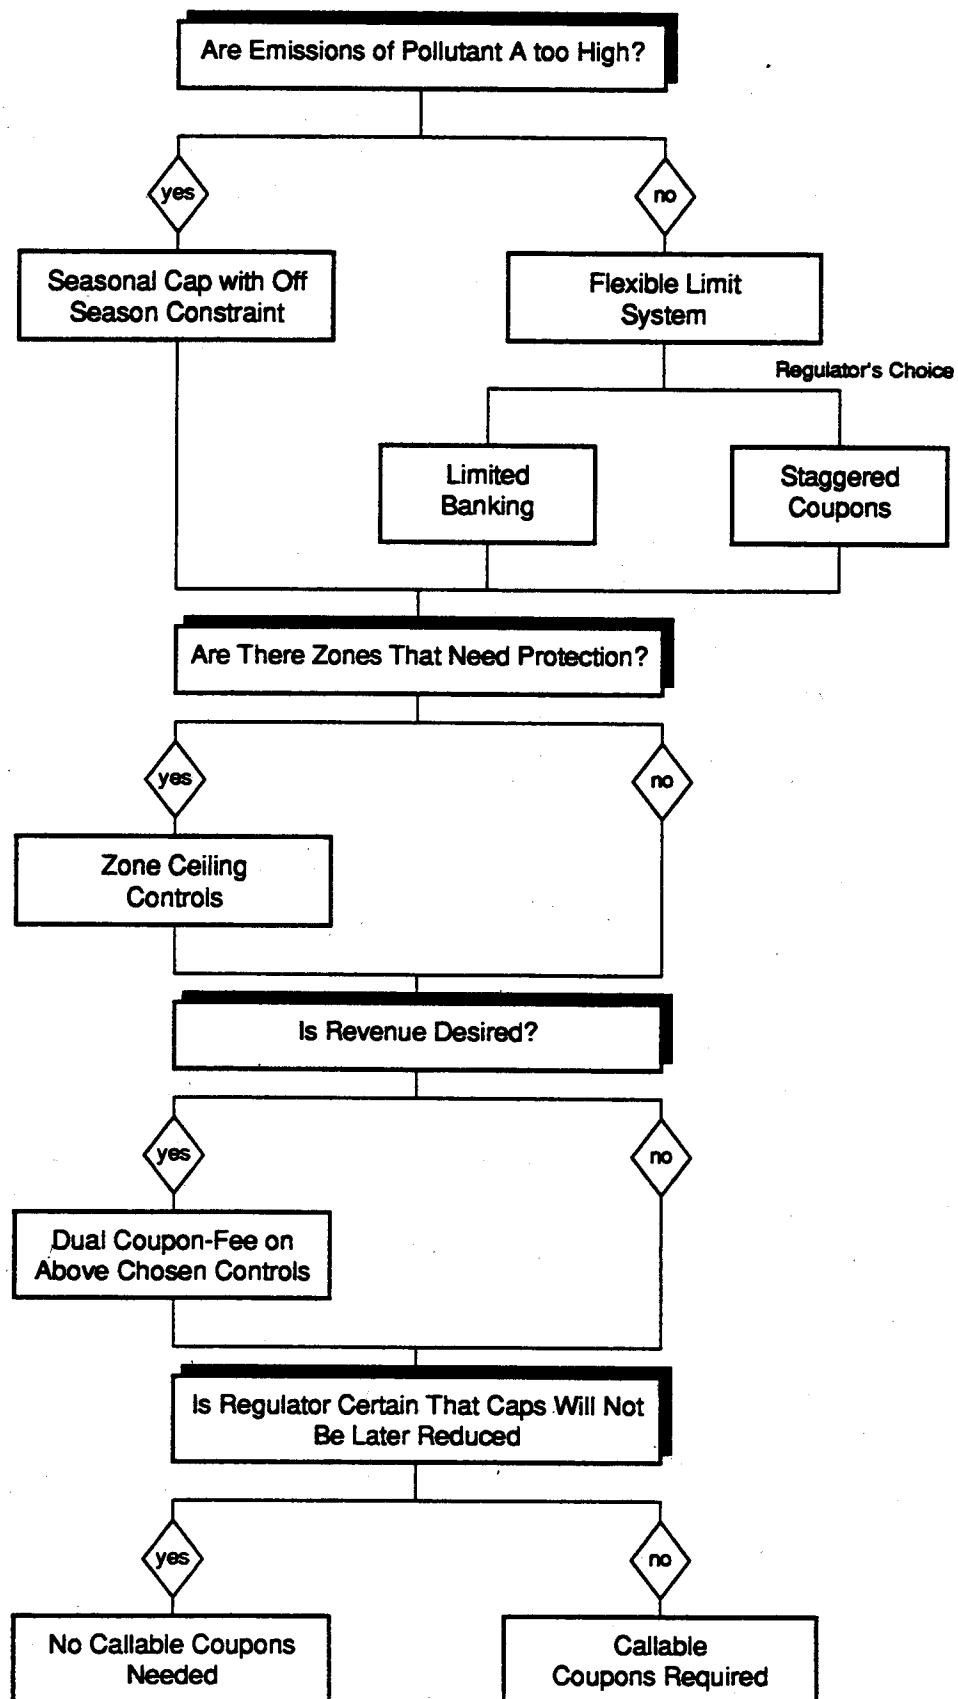 Are Emissions of Pollutant A too High?
yes
no
Seasonal Cap with Off
Season Constraint
Flexible Limit
System
Regulator's Choice
Limited
Banking
Staggered
Coupons
Are There Zones That Need Protection?
yes
no
Zone Ceiling
Controls
Is Revenue Desired?
yes
no
Dual Coupon-Fee on
Above Chosen Controls
Is Regulator Certain That Caps Will Not
Be Later Reduced
yes
no
No Callable Coupons
Needed
Callable
Coupons Required